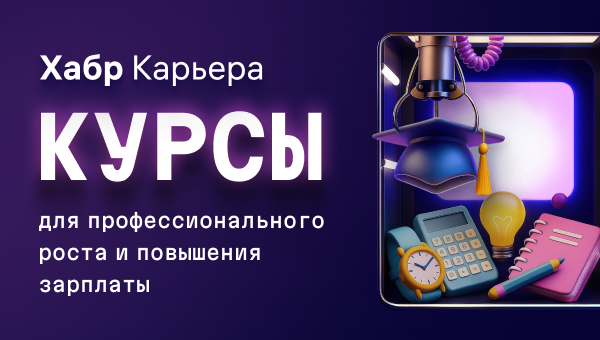 Хабр Карьера
КУРСЫ
для профессионального
роста и повышения
зарплаты